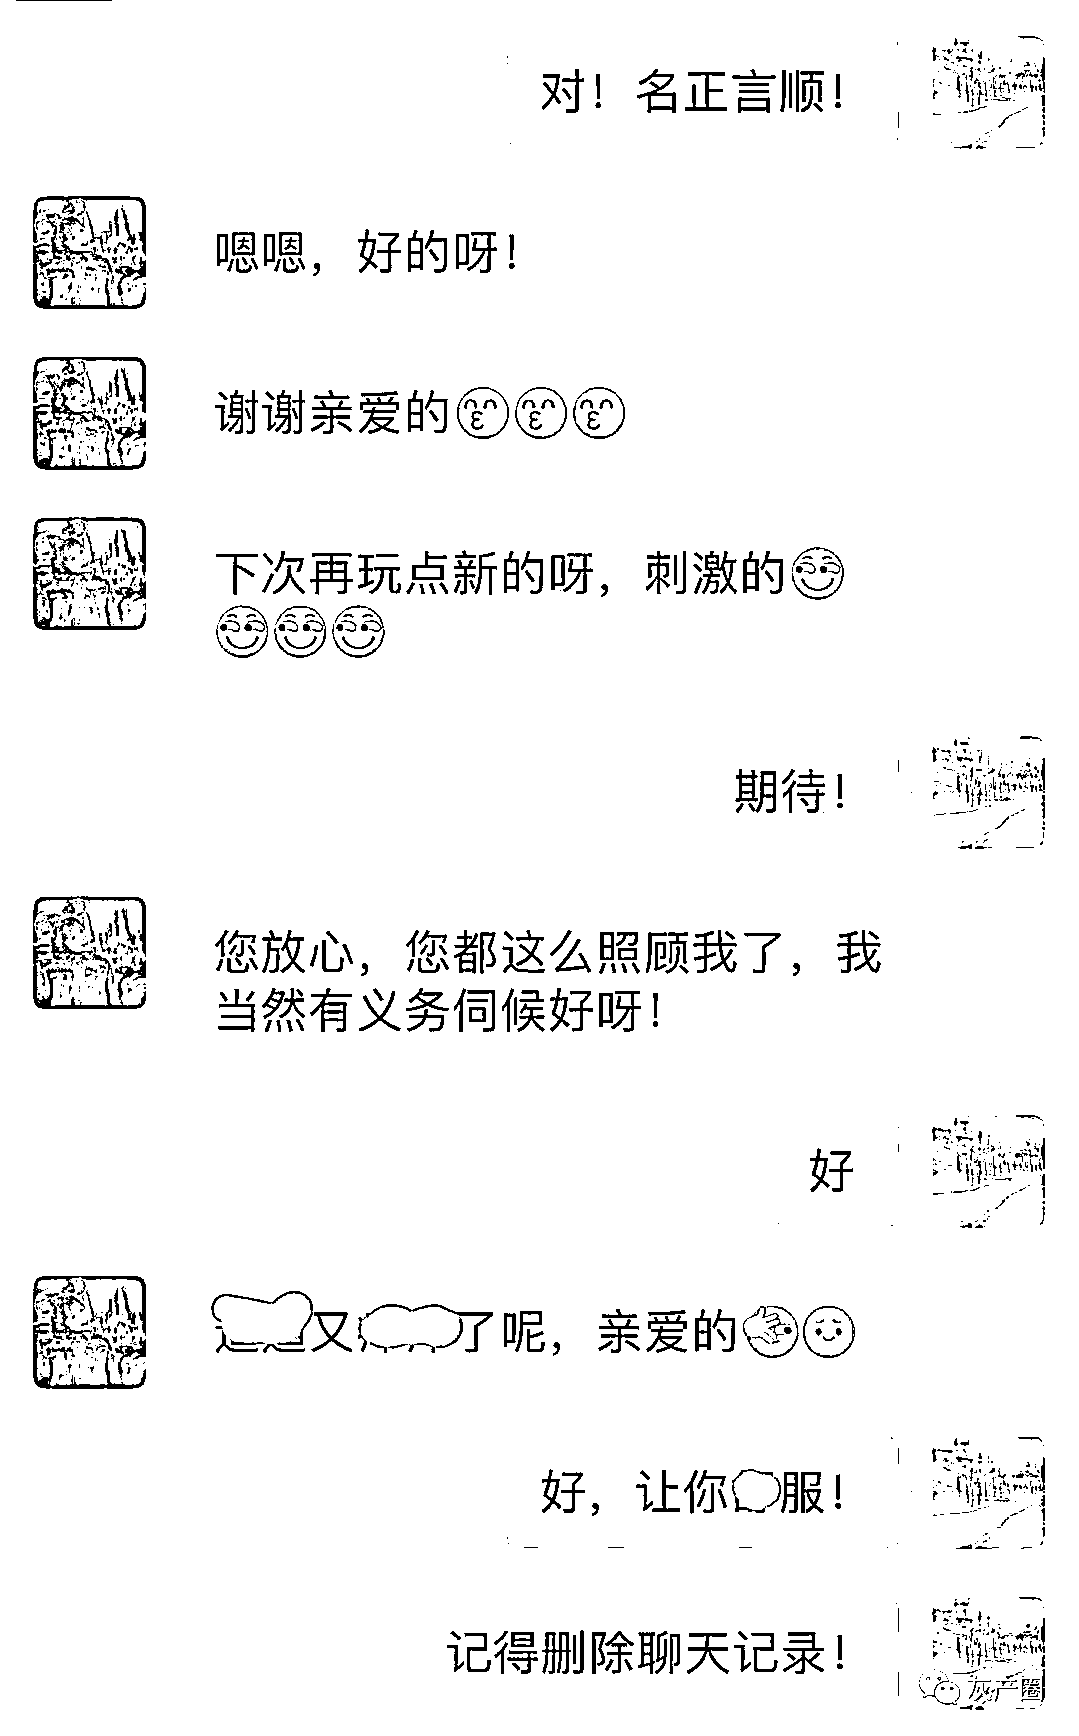 对！名正言顺！
嗯嗯，好的呀！
谢谢亲爱的
下次再玩点新的呀，刺激的
期待！
您放心，您都这么照顾我了，我
当然有义务伺候好呀！
好
又 了呢，亲爱的
好，让你 服！
记得删除聊天记录！
灰产圈